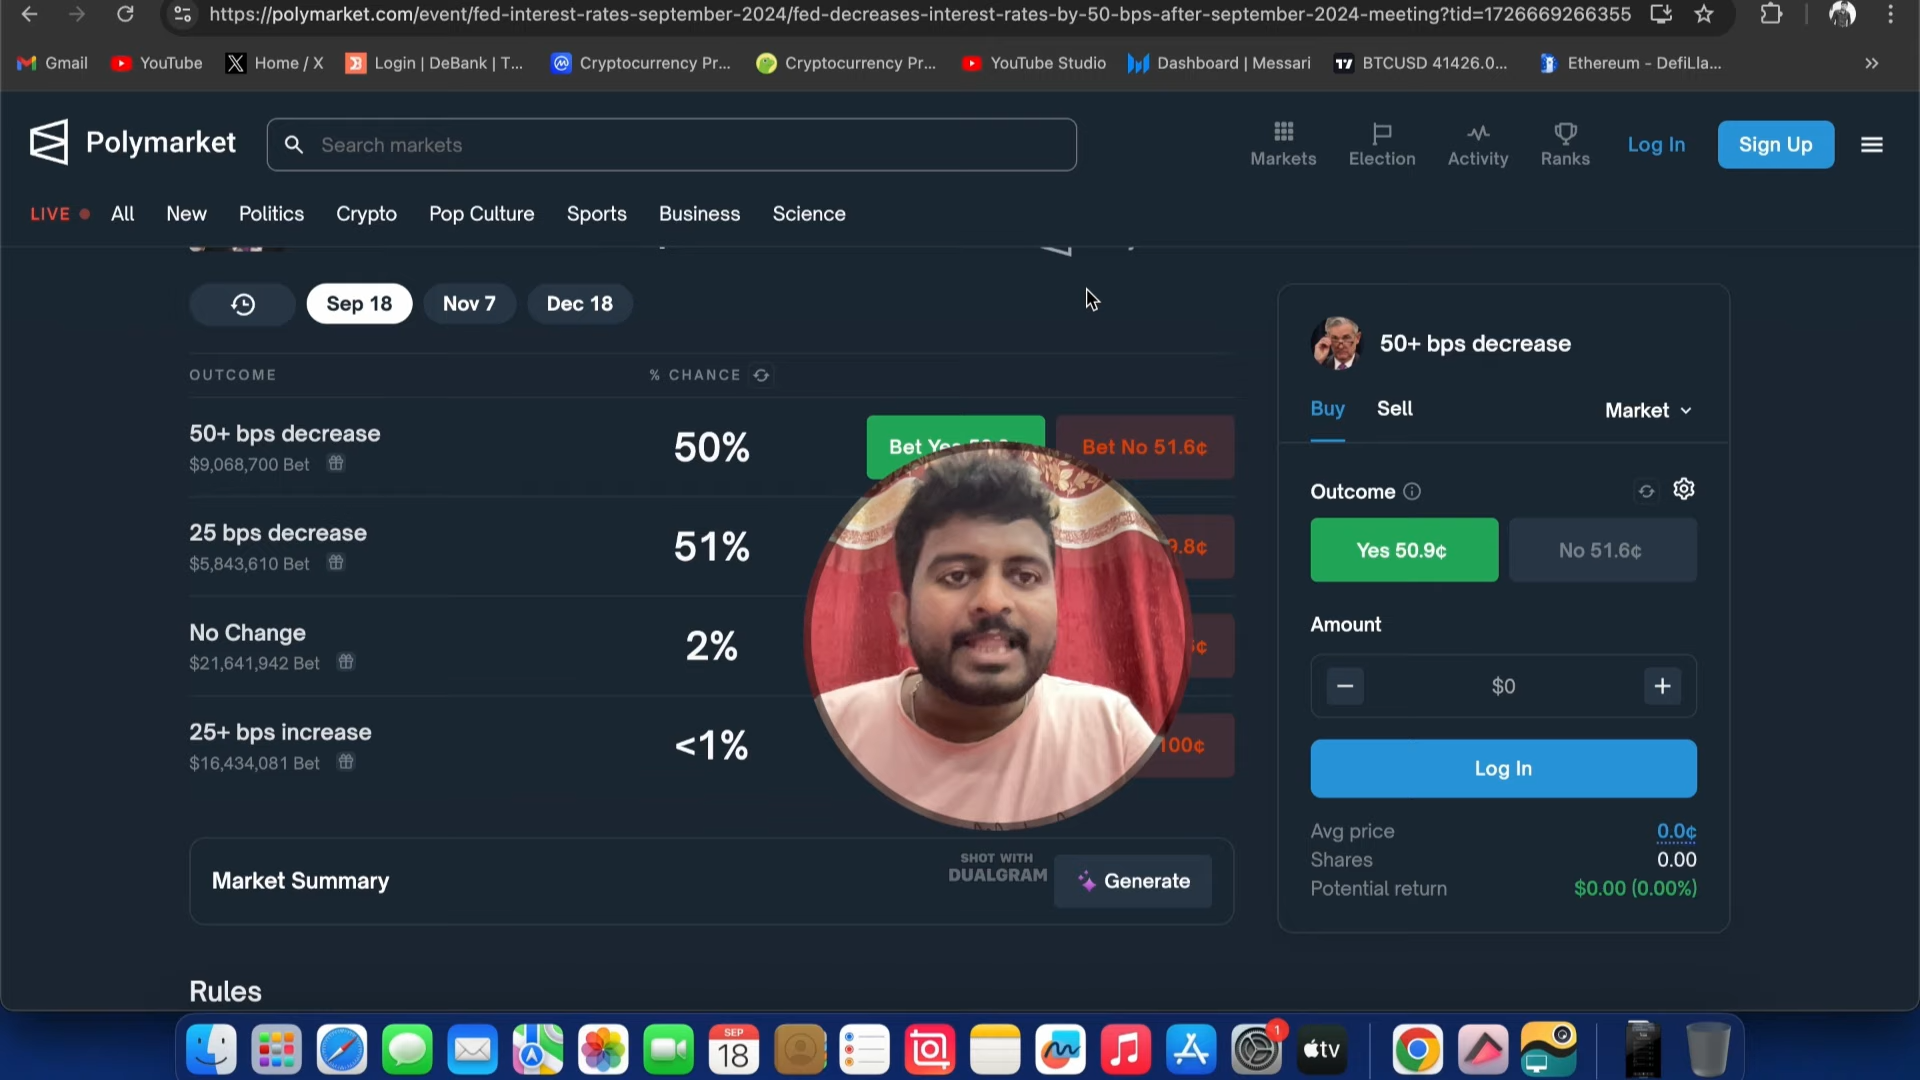 https://polymarket.com/event/fed-interest-rates-september-2024/fed-decreases-interest-rates-by-50-bps-after-september-2024-meeting?tid=1726669266355
Gmail YouTube Home / X Login | DeBank | T... Cryptocurrency Pr... Cryptocurrency Pr... YouTube Studio Dashboard | Messari BTCUSD 41426.0... Ethereum - DefiLla...
Polymarket Search markets Markets Election Activity Ranks Log In Sign Up
LIVE All New Politics Crypto Pop Culture Sports Business Science
Sep 18 Nov 7 Dec 18
OUTCOME % CHANCE
50+ bps decrease 50% Bet Yes Bet No 51.6¢
$9,068,700 Bet
25 bps decrease 51%
$5,843,610 Bet
No Change 2%
$21,641,942 Bet
25+ bps increase <1% 100¢
$16,434,081 Bet
SHOT WITH
DUALGRAM
Market Summary Generate
Rules
50+ bps decrease
Buy Sell Market
Outcome
Yes 50.9¢ No 51.6¢
Amount
$0
Log In
Avg price 0.0¢
Shares 0.00
Potential return $0.00 (0.00%)
SEP
18
1
tv